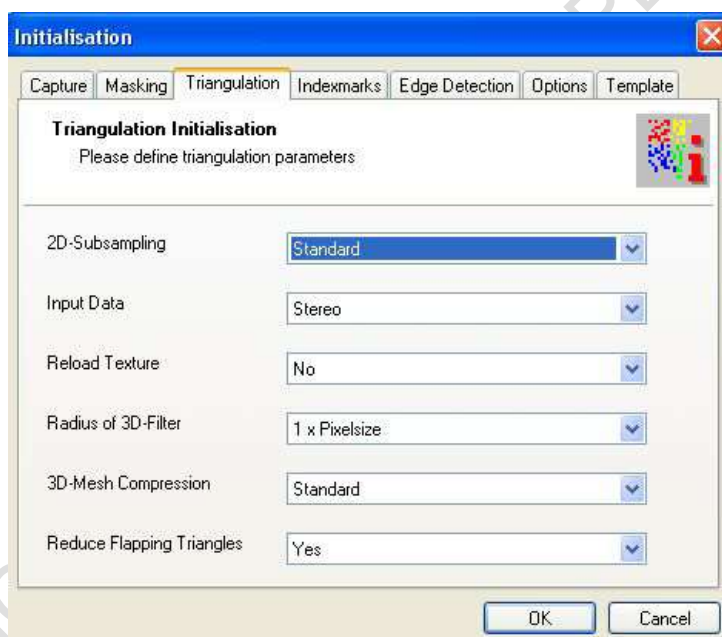 Initialisation
Capture Masking Triangulation Indexmarks Edge Detection Options Template
Triangulation Initialisation
Please define triangulation parameters
2D-Subsampling Standard
Input Data Stereo
Reload Texture No
Radius of 3D-Filter 1 x Pixelsize
3D-Mesh Compression Standard
Reduce Flapping Triangles Yes
OK Cancel